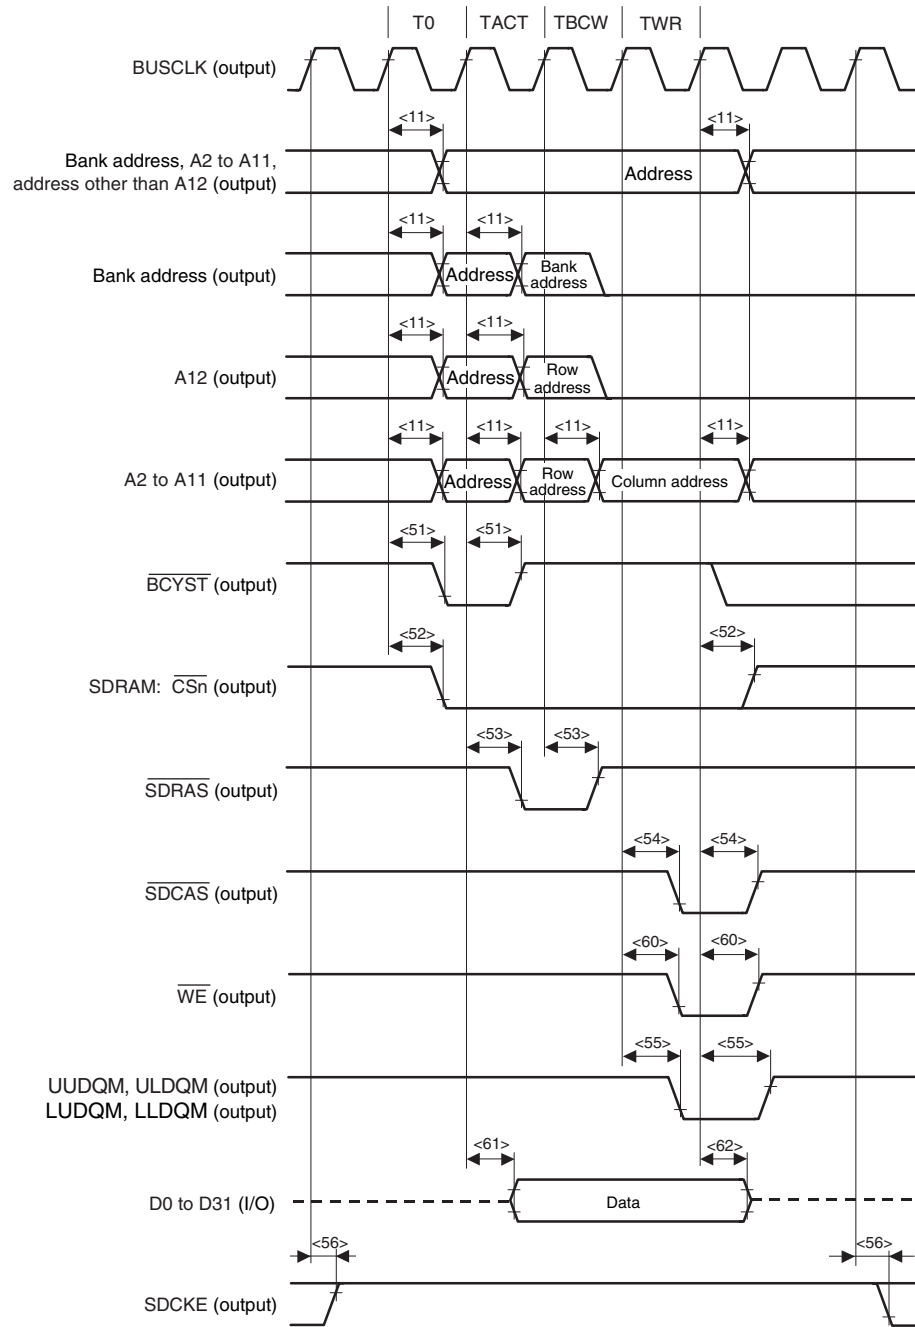 T0 TACT TBCW TWR
BUSCLK (output)
<11> <11>
Bank address, A2 to A11,
address other than A12 (output)
Address
<11> <11>
Bank address (output)
Address
Bank
address
<11> <11>
A12 (output)
Address
Row
address
<11> <11> <11> <11>
A2 to A11 (output)
Address
Row
address
Column address
<51> <51>
BCYST (output)
<52> <52>
SDRAM: CSn (output)
<53> <53>
SDRAS (output)
<54> <54>
SDCAS (output)
<60> <60>
WE (output)
<55> <55>
UUDQM, ULDQM (output)
LUDQM, LLDQM (output)
<61> <62>
D0 to D31 (I/O)
Data
<56> <56>
SDCKE (output)